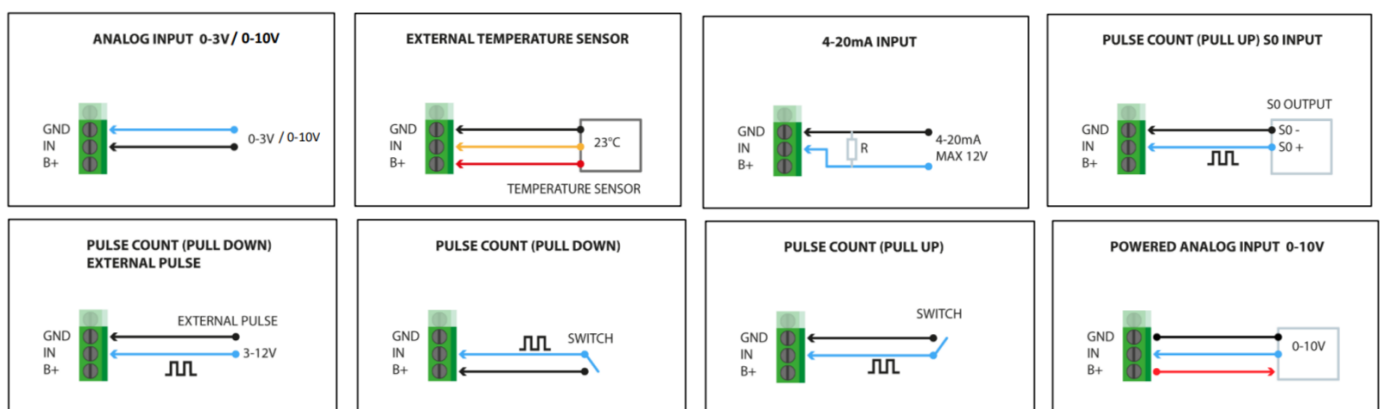 ANALOG INPUT 0-3V/ 0-10V
GND
IN
B+
0-3V / 0-10V
EXTERNAL TEMPERATURE SENSOR
GND
IN
B+
23°C
TEMPERATURE SENSOR
4-20mA INPUT
GND
IN
B+
R
4-20mA
MAX 12V
PULSE COUNT (PULL UP) S0 INPUT
S0 OUTPUT
GND
IN
B+
S0 -
S0 +
PULSE COUNT (PULL DOWN)
EXTERNAL PULSE
EXTERNAL PULSE
GND
IN
B+
3-12V
PULSE COUNT (PULL DOWN)
GND
IN
B+
SWITCH
PULSE COUNT (PULL UP)
SWITCH
GND
IN
B+
POWERED ANALOG INPUT 0-10V
GND
IN
B+
0-10V